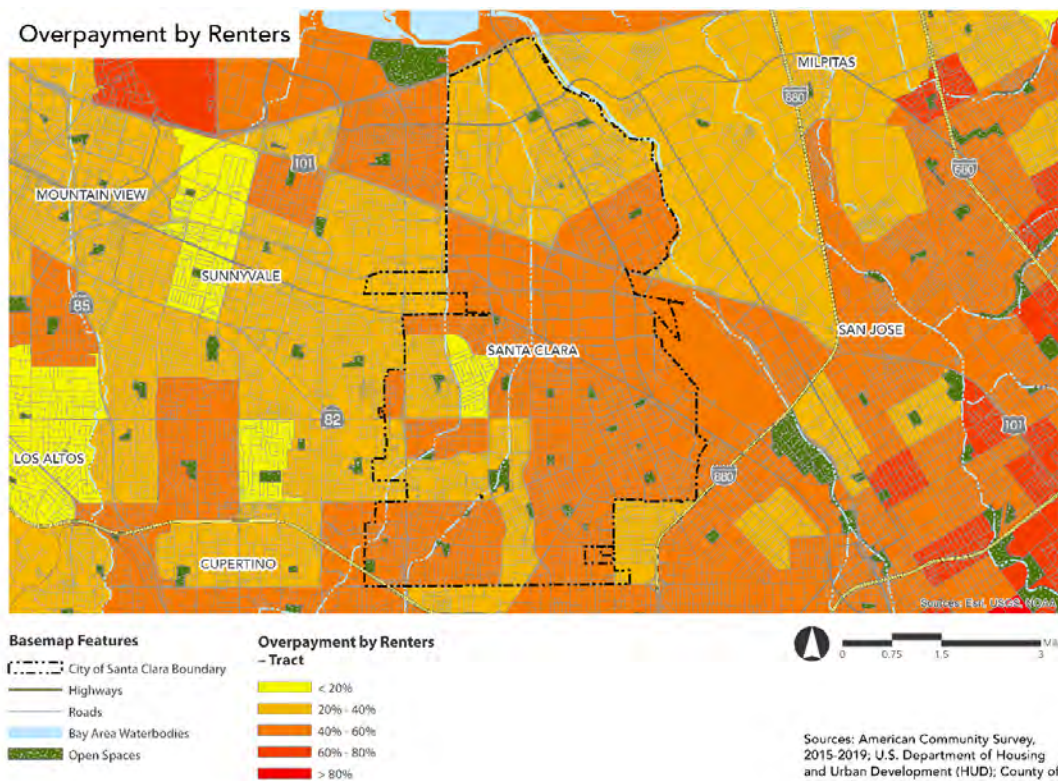 Overpayment by Renters
MILPITAS
880
680
101
MOUNTAIN VIEW
SUNNYVALE
85
SAN JOSE
SANTA CLARA
82
101
LOS ALTOS
880
CUPERTINO
Sources: Esri, USGS, NOAA
Basemap Features
City of Santa Clara Boundary
Highways
Roads
Bay Area Waterbodies
Open Spaces
Overpayment by Renters
– Tract
< 20%
20% - 40%
40% - 60%
60% - 80%
> 80%
0 0.75 1.5 3
Sources: American Community Survey,
2015-2019; U.S. Department of Housing
and Urban Development (HUD); County of